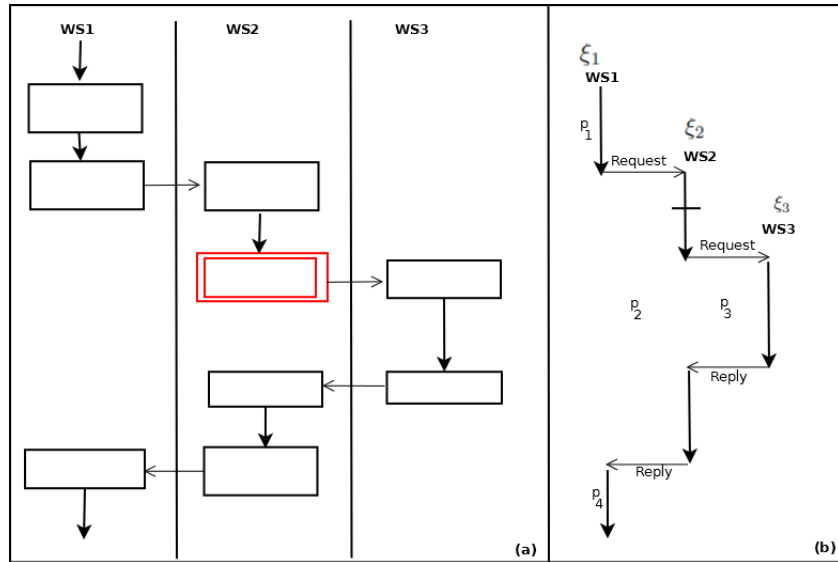 WS1 WS2 WS3
(a)
ξ1
WS1
p1
Request
ξ2
WS2
ξ3
WS3
Request
p2
p3
Reply
Reply
p4
(b)